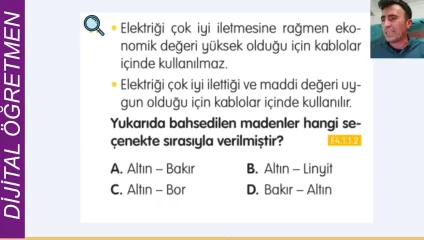 DİJİTAL ÖĞRETMEN
• Elektriği çok iyi iletmesine rağmen eko-
nomik değeri yüksek olduğu için kablolar
içinde kullanılmaz.
• Elektriği çok iyi ilettiği ve maddi değeri uy-
gun olduğu için kablolar içinde kullanılır.
Yukarıda bahsedilen madenler hangi se-
çenekte sırasıyla verilmiştir?
F.4.1.1.2
A. Altın – Bakır
B. Altın – Linyit
C. Altın – Bor
D. Bakır – Altın